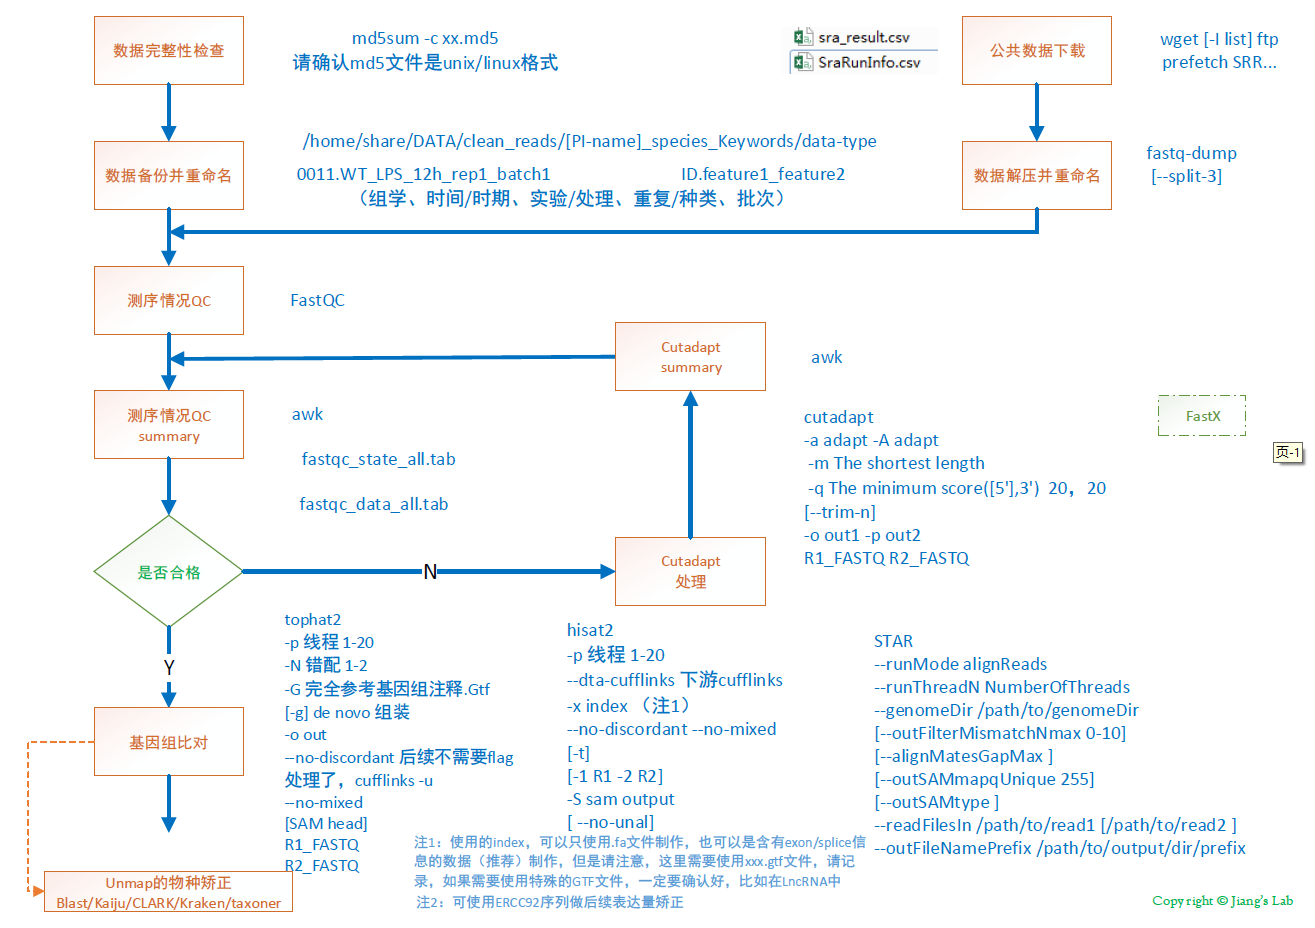 数据完整性检查
md5sum -c xx.md5
请确认md5文件是unix/linux格式
sra_result.csv
SraRunInfo.csv
公共数据下载
wget [-I list] ftp
prefetch SRR...
数据备份并重命名
/home/share/DATA/clean_reads/[PI-name]_species_Keywords/data-type
0011.WT_LPS_12h_rep1_batch1
ID.feature1_feature2
（组学、时间/时期、实验/处理、重复/种类、批次）
数据解压并重命名
fastq-dump
[--split-3]
测序情况QC
FastQC
Cutadapt
summary
awk
测序情况QC
summary
awk
fastqc_state_all.tab
fastqc_data_all.tab
cutadapt
-a adapt -A adapt
-m The shortest length
-q The minimum score([5'],3') 20，20
[--trim-n]
-o out1 -p out2
R1_FASTQ R2_FASTQ
FastX
页-1
是否合格
N
Cutadapt
处理
Y
tophat2
-p 线程 1-20
-N 错配 1-2
-G 完全参考基因组注释.Gtf
[-g] de novo 组装
-o out
--no-discordant 后续不需要flag
处理了，cufflinks -u
--no-mixed
[SAM head]
R1_FASTQ
R2_FASTQ
hisat2
-p 线程 1-20
--dta-cufflinks 下游cufflinks
-x index （注1）
--no-discordant --no-mixed
[-t]
[-1 R1 -2 R2]
-S sam output
[ --no-unal]
STAR
--runMode alignReads
--runThreadN NumberOfThreads
--genomeDir /path/to/genomeDir
[--outFilterMismatchNmax 0-10]
[--alignMatesGapMax ]
[--outSAMmapqUnique 255]
[--outSAMtype ]
--readFilesIn /path/to/read1 [/path/to/read2 ]
--outFileNamePrefix /path/to/output/dir/prefix
基因组比对
注1：使用的index，可以只使用.fa文件制作，也可以是含有exon/splice信
息的数据（推荐）制作，但是请注意，这里需要使用xxx.gtf文件，请记
录，如果需要使用特殊的GTF文件，一定要确认好，比如在LncRNA中
注2：可使用ERCC92序列做后续表达量矫正
Unmap的物种矫正
Blast/Kaiju/CLARK/Kraken/taxoner
Copyright © Jiang's Lab